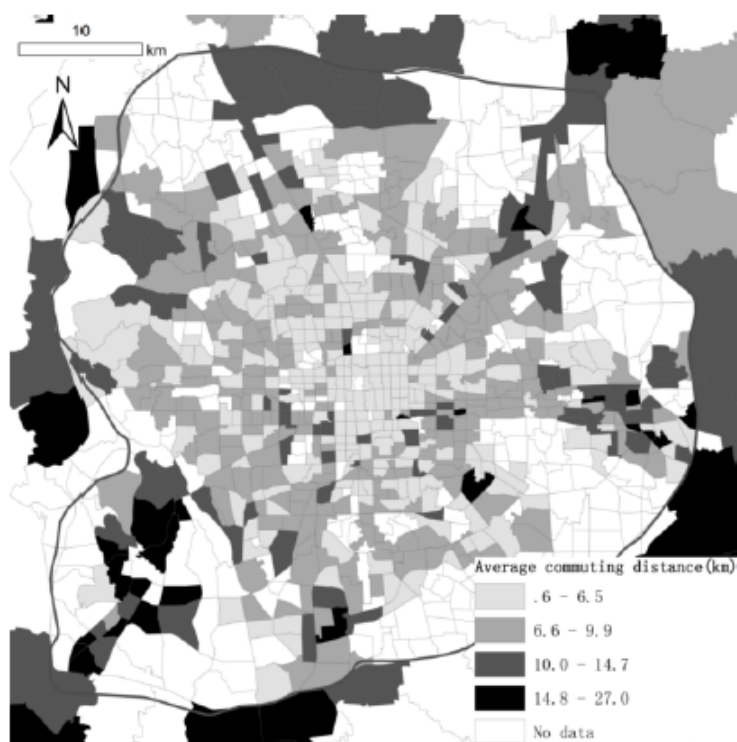 10
km
N
Average commuting distance(km)
.6 - 6.5
6.6 - 9.9
10.0 - 14.7
14.8 - 27.0
No data